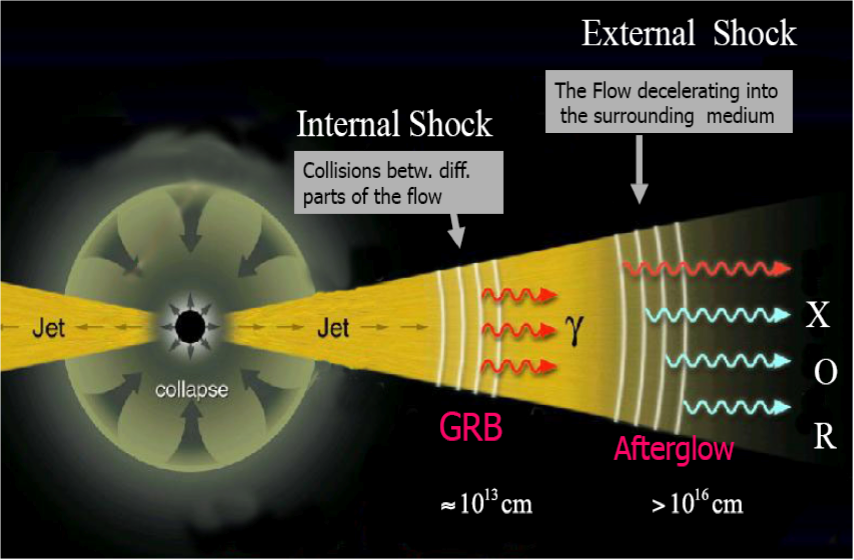 External Shock
The Flow decelerating into
the surrounding medium
Internal Shock
Collisions betw. diff.
parts of the flow
Jet
Jet
γ
X
collapse
O
GRB
Afterglow
R
≈ 10¹³ cm
> 10¹⁶ cm